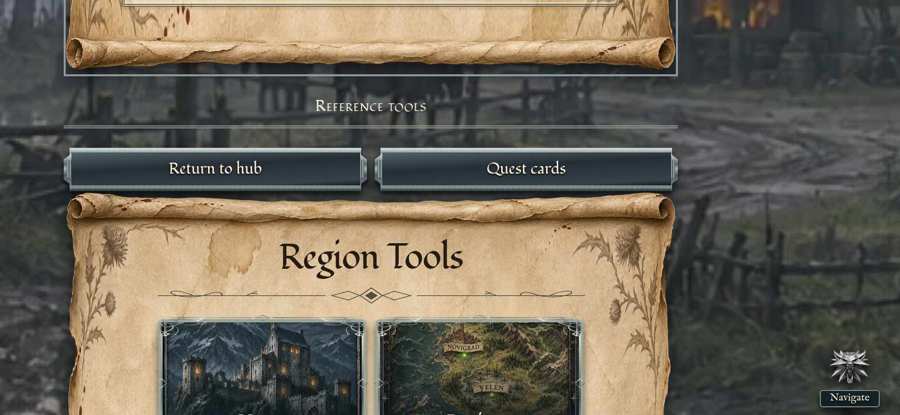 Reference tools
Return to hub
Quest cards
Region Tools
NOVIGRAD
VELEN
Navigate